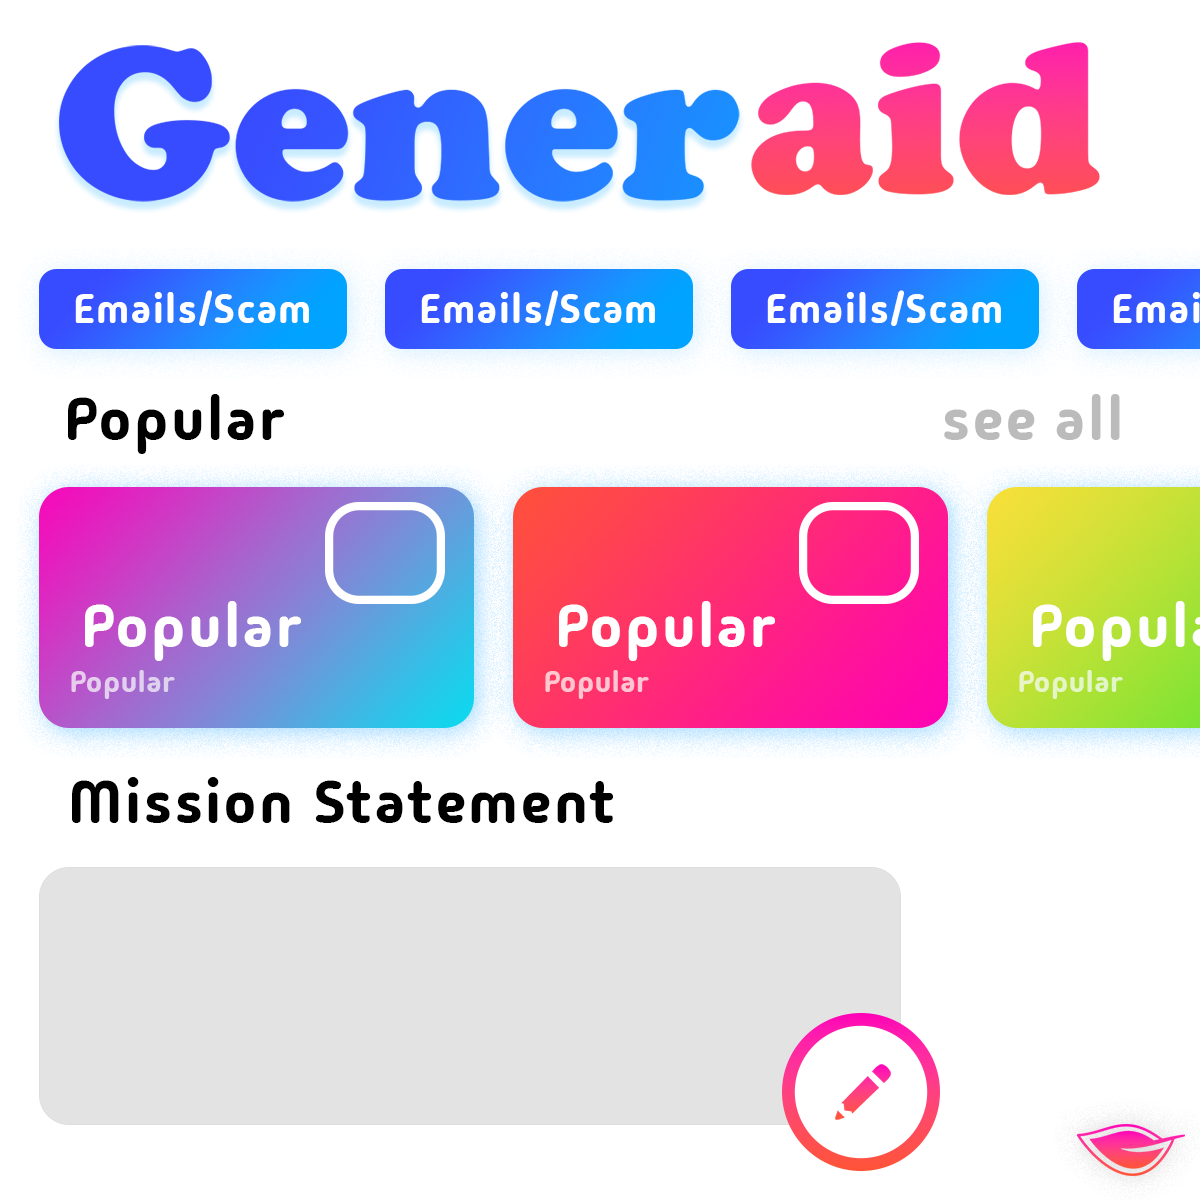 Generaid
Emails/Scam Emails/Scam Emails/Scam Emai
Popular see all
Popular Popular Popula
Popular Popular Popular
Mission Statement